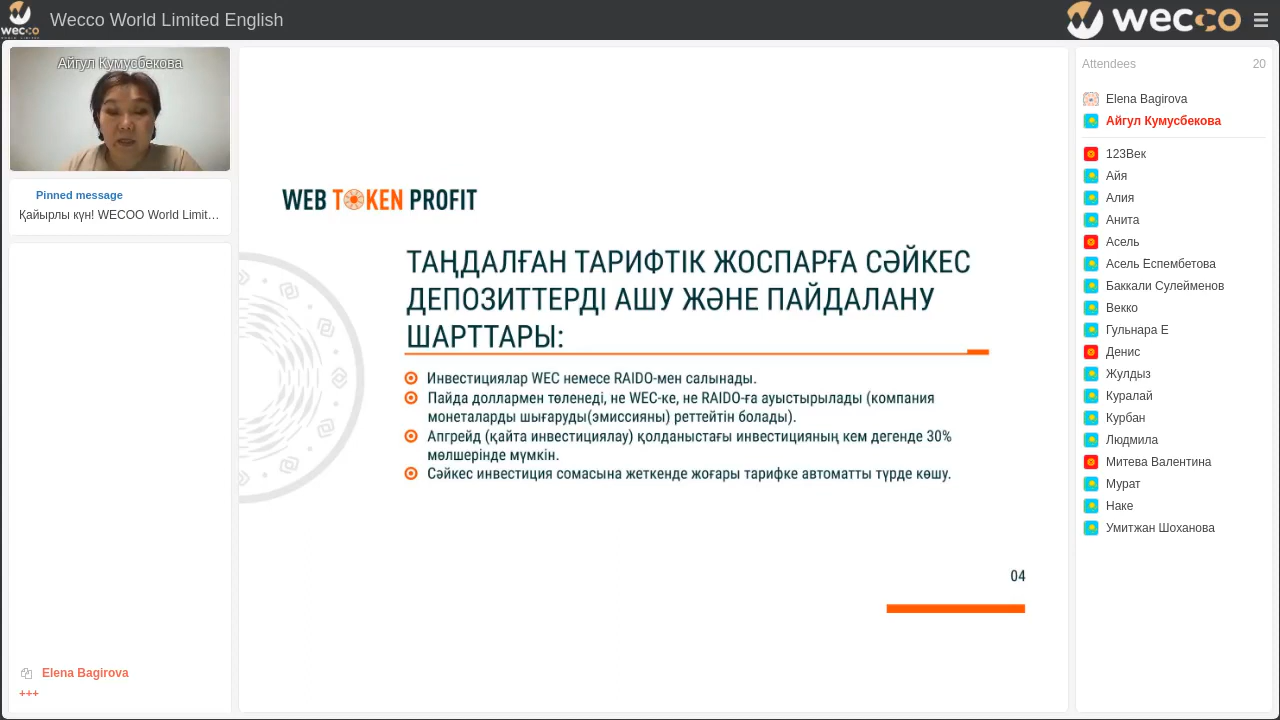 wecco
WORLD LIMITED
Wecco World Limited English
wecco
Айгул Кумусбекова
Pinned message
Қайырлы күн! WECOO World Limit…
Elena Bagirova
+++
WEB TOKEN PROFIT
ТАҢДАЛҒАН ТАРИФТІК ЖОСПАРҒА СӘЙКЕС
ДЕПОЗИТТЕРДІ АШУ ЖӘНЕ ПАЙДАЛАНУ
ШАРТТАРЫ:
Инвестициялар WEC немесе RAIDO-мен салынады.
Пайда доллармен төленеді, не WEC-ке, не RAIDO-ға ауыстырылады (компания
монеталарды шығаруды(эмиссияны) реттейтін болады).
Апгрейд (қайта инвестициялау) қолданыстағы инвестицияның кем дегенде 30%
мөлшерінде мүмкін.
Сәйкес инвестиция сомасына жеткенде жоғары тарифке автоматты түрде көшу.
04
Attendees 20
Elena Bagirova
Айгул Кумусбекова
123Век
Айя
Алия
Анита
Асель
Асель Еспембетова
Баккали Сулейменов
Векко
Гульнара Е
Денис
Жулдыз
Куралай
Курбан
Людмила
Митева Валентина
Мурат
Наке
Умитжан Шоханова